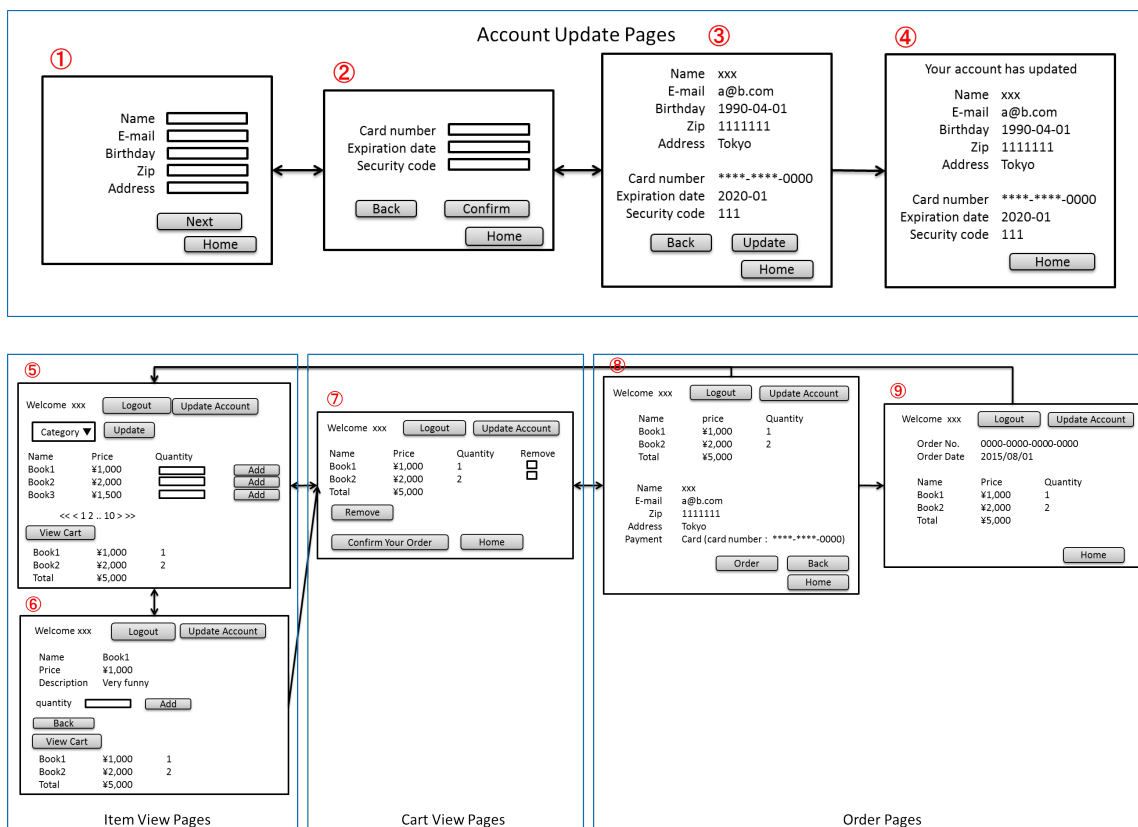 Account Update Pages
①
Name
E-mail
Birthday
Zip
Address
Next
Home
②
Card number
Expiration date
Security code
Back Confirm
Home
③
Name xxx
E-mail a@b.com
Birthday 1990-04-01
Zip 1111111
Address Tokyo
Card number ****-****-0000
Expiration date 2020-01
Security code 111
Back Update
Home
④
Your account has updated
Name xxx
E-mail a@b.com
Birthday 1990-04-01
Zip 1111111
Address Tokyo
Card number ****-****-0000
Expiration date 2020-01
Security code 111
Home
⑤
Welcome xxx Logout Update Account
Category ▼ Update
Name Price Quantity
Book1 ¥1,000 Add
Book2 ¥2,000 Add
Book3 ¥1,500 Add
<< < 1 2 .. 10 > >>
View Cart
Book1 ¥1,000 1
Book2 ¥2,000 2
Total ¥5,000
⑥
Welcome xxx Logout Update Account
Name Book1
Price ¥1,000
Description Very funny
quantity Add
Back
View Cart
Book1 ¥1,000 1
Book2 ¥2,000 2
Total ¥5,000
Item View Pages
⑦
Welcome xxx Logout Update Account
Name Price Quantity Remove
Book1 ¥1,000 1
Book2 ¥2,000 2
Total ¥5,000
Remove
Confirm Your Order Home
Cart View Pages
⑧
Welcome xxx Logout Update Account
Name price Quantity
Book1 ¥1,000 1
Book2 ¥2,000 2
Total ¥5,000
Name xxx
E-mail a@b.com
Zip 1111111
Address Tokyo
Payment Card (card number : ****-****-0000)
Order Back
Home
⑨
Welcome xxx Logout Update Account
Order No. 0000-0000-0000-0000
Order Date 2015/08/01
Name Price Quantity
Book1 ¥1,000 1
Book2 ¥2,000 2
Total ¥5,000
Home
Order Pages